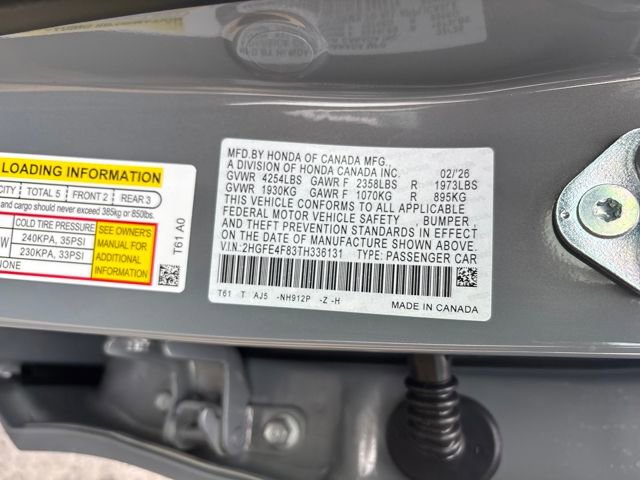 LOADING INFORMATION
CITY TOTAL 5 FRONT 2 REAR 3
and cargo should never exceed 385kg or 850lbs.
COLD TIRE PRESSURE
240KPA, 35PSI
230KPA, 33PSI
NONE
SEE OWNER'S
MANUAL FOR
ADDITIONAL
INFORMATION
T61 A0
MFD.BY HONDA OF CANADA MFG., 02/'26
A DIVISION OF HONDA CANADA INC.
GVWR 4254LBS GAWR F 2358LBS R 1973LBS
GVWR 1930KG GAWR F 1070KG R 895KG
THIS VEHICLE CONFORMS TO ALL APPLICABLE
FEDERAL MOTOR VEHICLE SAFETY , BUMPER ,
AND THEFT PREVENTION STANDARDS IN EFFECT
ON THE DATE OF MANUFACTURE SHOWN ABOVE.
V.IN.:2HGFE4F83TH336131 TYPE: PASSENGER CAR
T61 T AJ5 -NH912P -Z -H
MADE IN CANADA